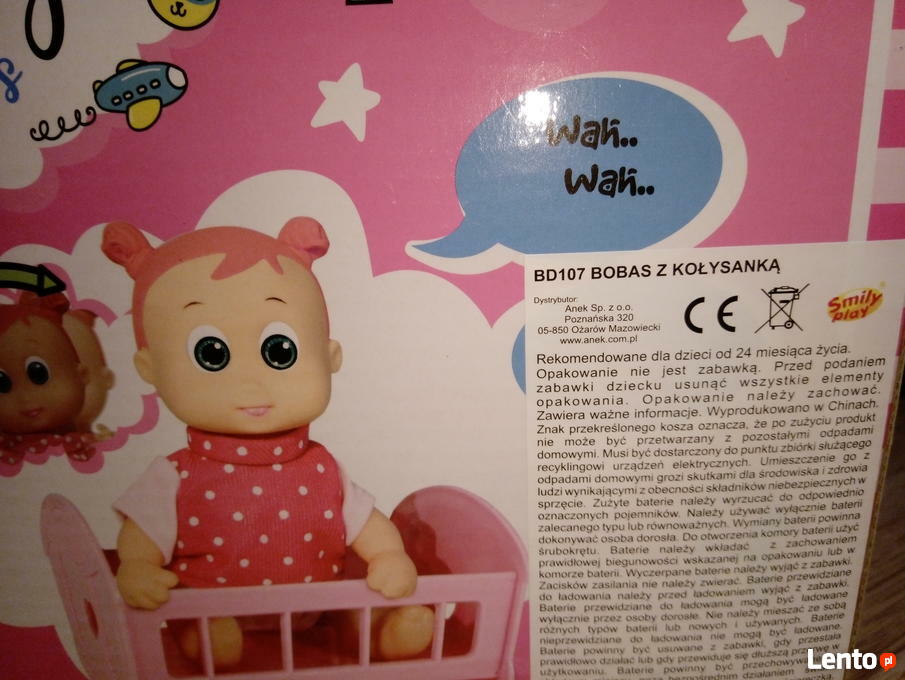 Wah..
Wah..
BD107 BOBAS Z KOŁYSANKĄ
Dystrybutor:
Anek Sp. z o.o.
Poznańska 320
05-850 Ożarów Mazowiecki
www.anek.com.pl
CE
Smily
play
Rekomendowane dla dzieci od 24 miesiąca życia.
Opakowanie nie jest zabawką. Przed podaniem
zabawki dziecku usunąć wszystkie elementy
opakowania. Opakowanie należy zachować.
Zawiera ważne informacje. Wyprodukowano w Chinach.
Znak przekreślonego kosza oznacza, że po zużyciu produkt
nie może być przetwarzany z pozostałymi odpadami
domowymi. Musi być dostarczony do punktu zbiórki służącego
recyklingowi urządzeń elektrycznych. Umieszczenie go z
odpadami domowymi grozi skutkami dla środowiska i zdrowia
ludzi wynikającymi z obecności składników niebezpiecznych w
sprzęcie. Zużyte baterie należy wyrzucać do odpowiednio
oznaczonych pojemników. Należy używać wyłącznie baterii
zalecanego typu lub równoważnych. Wymiany baterii powinna
dokonywać osoba dorosła. Do otworzenia komory baterii użyć
śrubokrętu. Baterie należy wkładać z zachowaniem
prawidłowej biegunowości wskazanej na opakowaniu lub w
komorze baterii. Wyczerpane baterie należy wyjąć z zabawki.
Zacisków zasilania nie należy zwierać. Baterie przewidziane
do ładowania należy przed ładowaniem wyjąć z zabawki.
Baterie przewidziane do ładowania mogą być ładowane
wyłącznie przez osoby dorosłe. Nie należy mieszać ze sobą
różnych typów baterii lub nowych i używanych. Baterie
nieprzewidziane do ładowania nie mogą być ładowane.
Baterie powinny być usuwane z zabawki, gdy przestała
prawidłowo działać lub gdy przewiduje się dłuższą przerwę w
użytkowaniu. Baterie powinny być
bezpośrednim działaniem
Lento pl